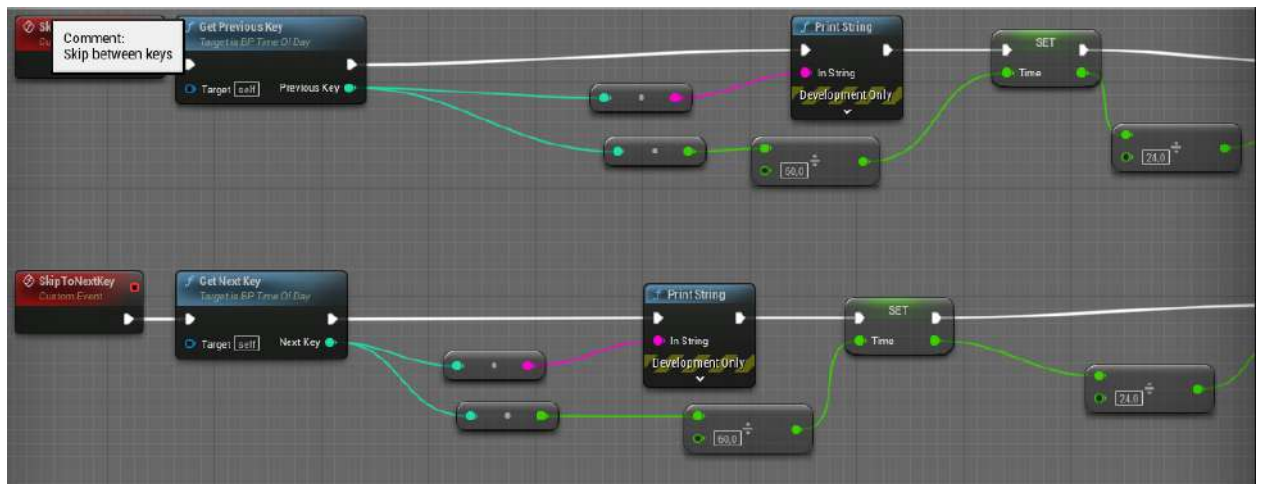 Sk
Cu
Comment:
Skip between keys
Get Previous Key
Target is BP Time Of Day
Target self Previous Key
Print String
In String
Development Only
SET
Time
60,0
24,0
SkipToNextKey
Custom Event
Get Next Key
Target is BP Time Of Day
Target self Next Key
Print String
In String
Development Only
SET
Time
60,0
24,0